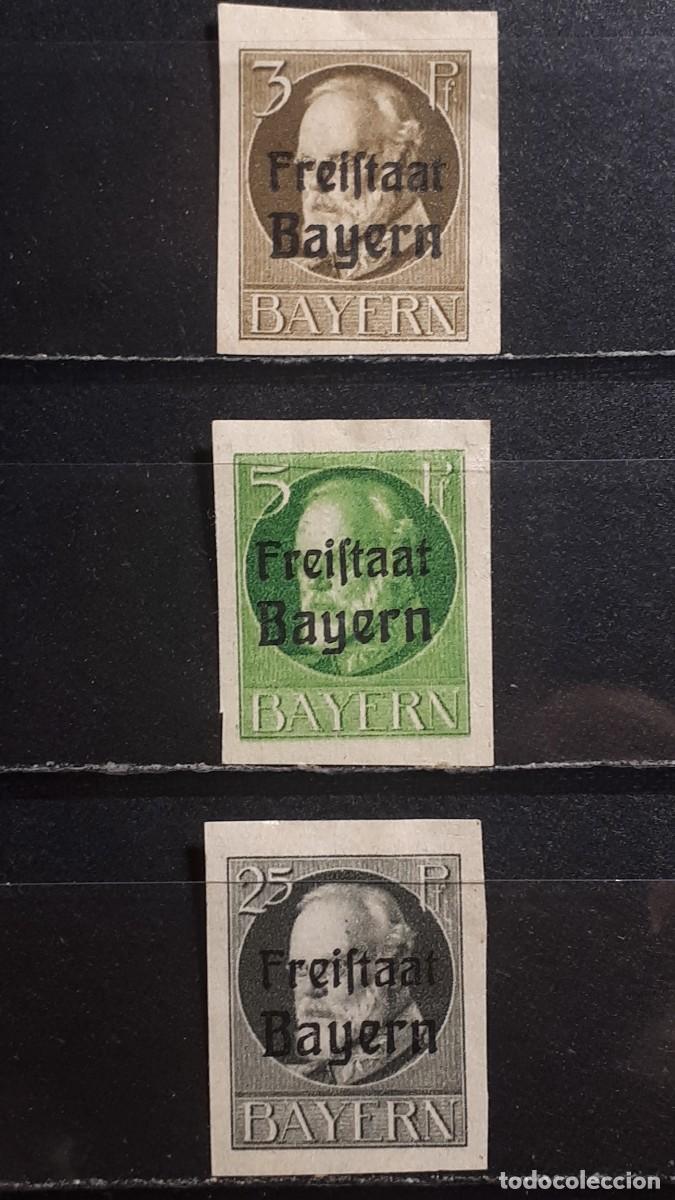 3 Pf
Freiſtaat
Bayern
BAYERN
5 Pf
Freiſtaat
Bayern
BAYERN
25 Pf
Freiſtaat
Bayern
BAYERN
todocoleccion